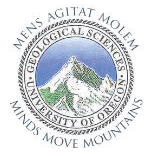 MENS AGITAT MOLEM
GEOLOGICAL SCIENCES
UNIVERSITY OF OREGON
MINDS MOVE MOUNTAINS